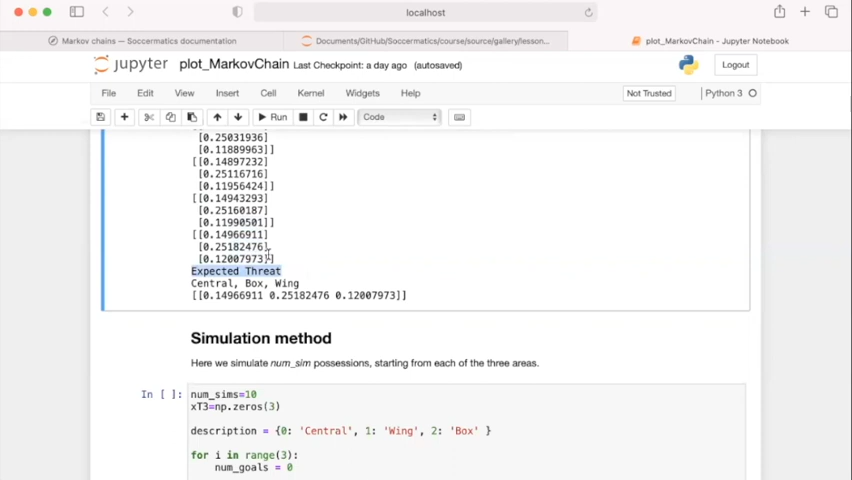 localhost
Markov chains — Soccermatics documentation
Documents/GitHub/Soccermatics/course/source/gallery/lesson...
plot_MarkovChain - Jupyter Notebook
jupyter plot_MarkovChain Last Checkpoint: a day ago (autosaved)
Logout
File Edit View Insert Cell Kernel Widgets Help
Not Trusted
Python 3
Run
Code
[0.25031936]
[0.11889963]]
[[0.14897232]
[0.25116716]
[0.11956424]]
[[0.14943293]
[0.25160187]
[0.11990501]]
[[0.14966911]
[0.25182476]
[0.12007973]]
Expected Threat
Central, Box, Wing
[[0.14966911 0.25182476 0.12007973]]
Simulation method
Here we simulate num_sim possessions, starting from each of the three areas.
In [ ]:
num_sims=10
xT3=np.zeros(3)
description = {0: 'Central', 1: 'Wing', 2: 'Box' }
for i in range(3):
num_goals = 0